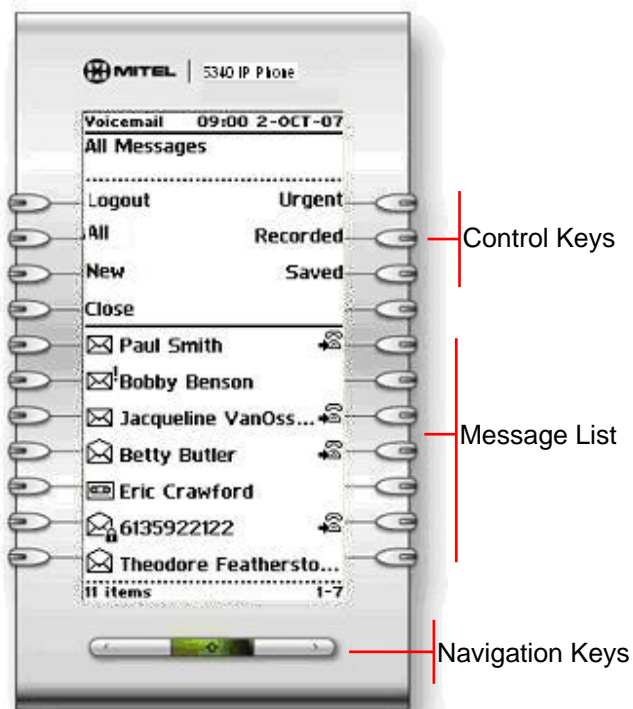 MITEL | 5340 IP Phone
Voicemail 09:00 2-OCT-07
All Messages
Logout Urgent
All Recorded
New Saved
Close
Control Keys
Paul Smith
! Bobby Benson
Jacqueline VanOss...
Betty Butler
Message List
Eric Crawford
6135922122
Theodore Feathersto...
11 items 1-7
Navigation Keys